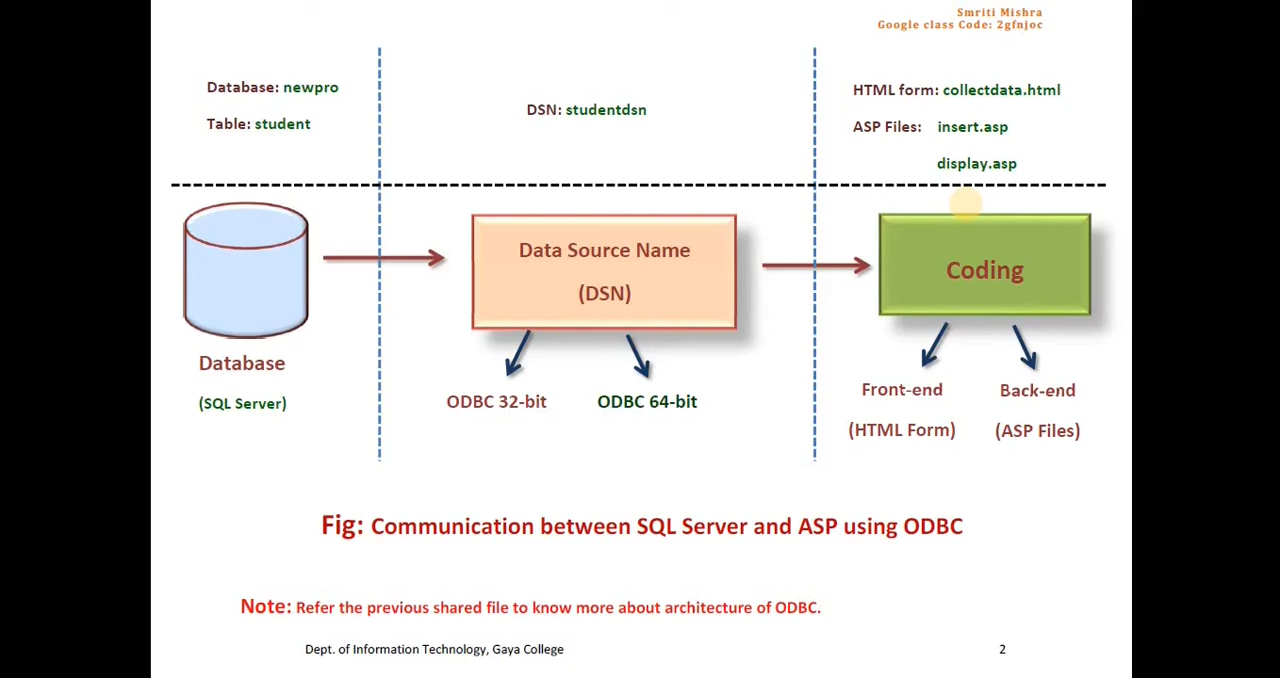 Smriti Mishra
Google class Code: 2gfnjoc
Database: newpro
Table: student
DSN: studentdsn
HTML form: collectdata.html
ASP Files: insert.asp
display.asp
Database
(SQL Server)
Data Source Name
(DSN)
ODBC 32-bit
ODBC 64-bit
Coding
Front-end
(HTML Form)
Back-end
(ASP Files)
Fig: Communication between SQL Server and ASP using ODBC
Note: Refer the previous shared file to know more about architecture of ODBC.
Dept. of Information Technology, Gaya College
2